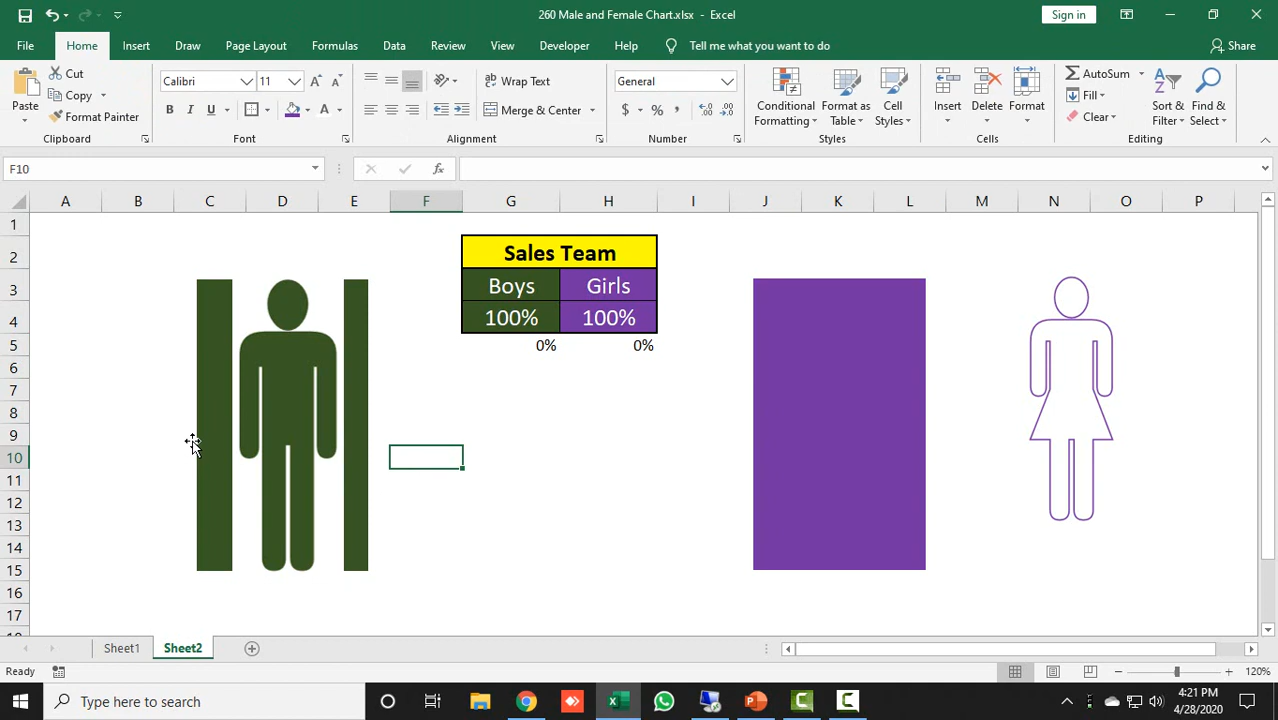 260 Male and Female Chart.xlsx - Excel
Sign in
File Home Insert Draw Page Layout Formulas Data Review View Developer Help Tell me what you want to do Share
Paste
Cut
Copy
Format Painter
Clipboard
Calibri 11
B I U
Font
Wrap Text
Merge & Center
Alignment
General
$ % ,
Number
Conditional Formatting
Format as Table
Cell Styles
Styles
Insert
Delete
Format
Cells
AutoSum
Fill
Clear
Sort & Filter
Find & Select
Editing
F10
fx
A B C D E F G H I J K L M N O P
1
2
3
4
5
6
7
8
9
10
11
12
13
14
15
16
17
Sales Team
Boys Girls
100% 100%
0% 0%
Sheet1 Sheet2
Ready
120%
Type here to search
4:21 PM
4/28/2020